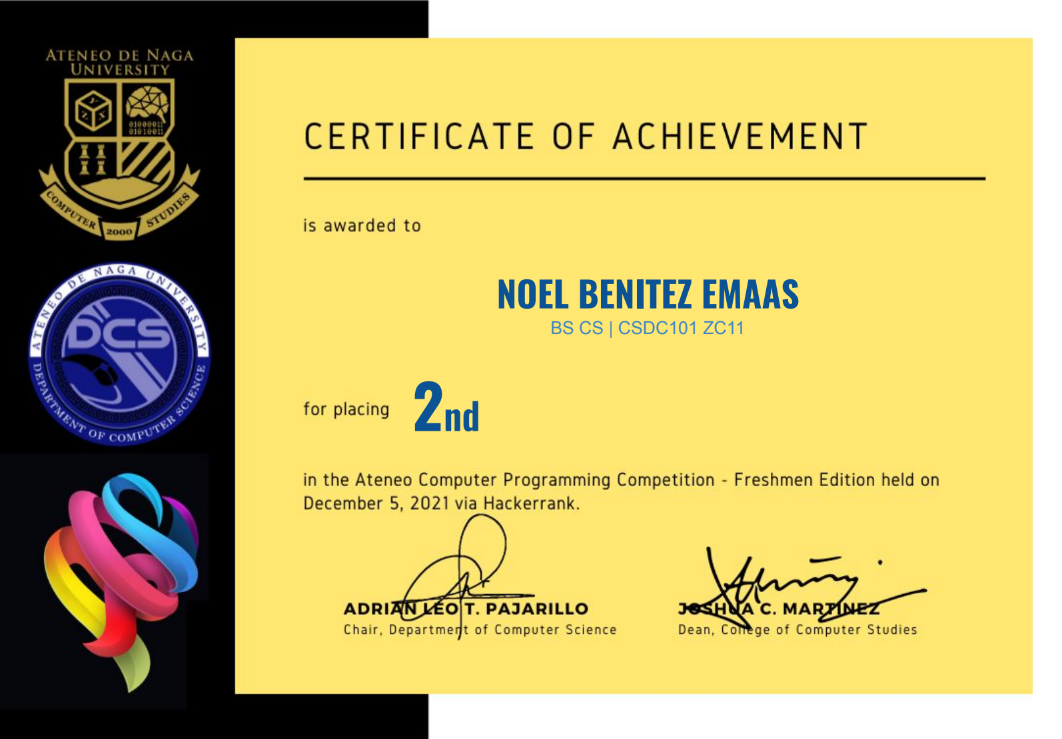 ATENEO DE NAGA
UNIVERSITY
01000011
01010011
COMPUTER
2000
STUDIES
ATENEO DE NAGA UNIVERSITY
DCS
DEPARTMENT OF COMPUTER SCIENCE
CERTIFICATE OF ACHIEVEMENT
is awarded to
NOEL BENITEZ EMAAS
BS CS | CSDC101 ZC11
for placing 2nd
in the Ateneo Computer Programming Competition - Freshmen Edition held on
December 5, 2021 via Hackerrank.
ADRIAN LEO T. PAJARILLO
Chair, Department of Computer Science
JOSHUA C. MARTINEZ
Dean, College of Computer Studies